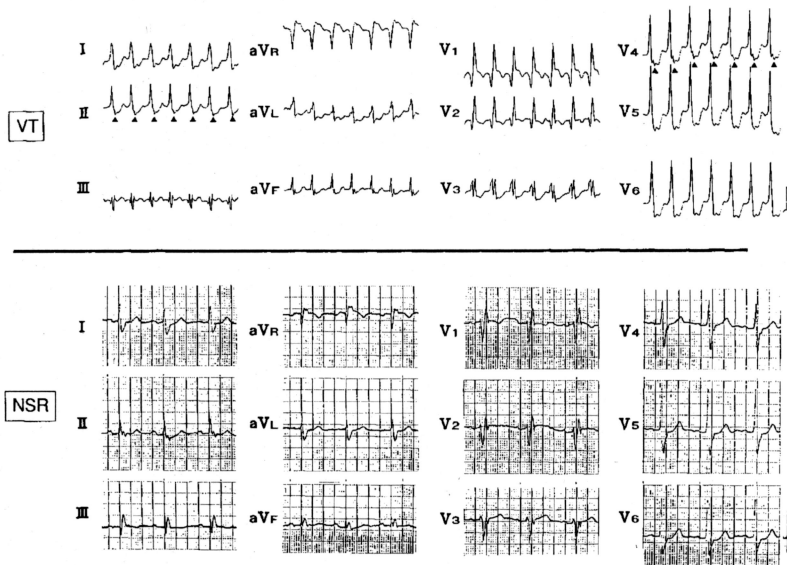 I aVR V1 V4
II aVL V2 V5
VT
III aVF V3 V6
I aVR V1 V4
II aVL V2 V5
NSR
III aVF V3 V6